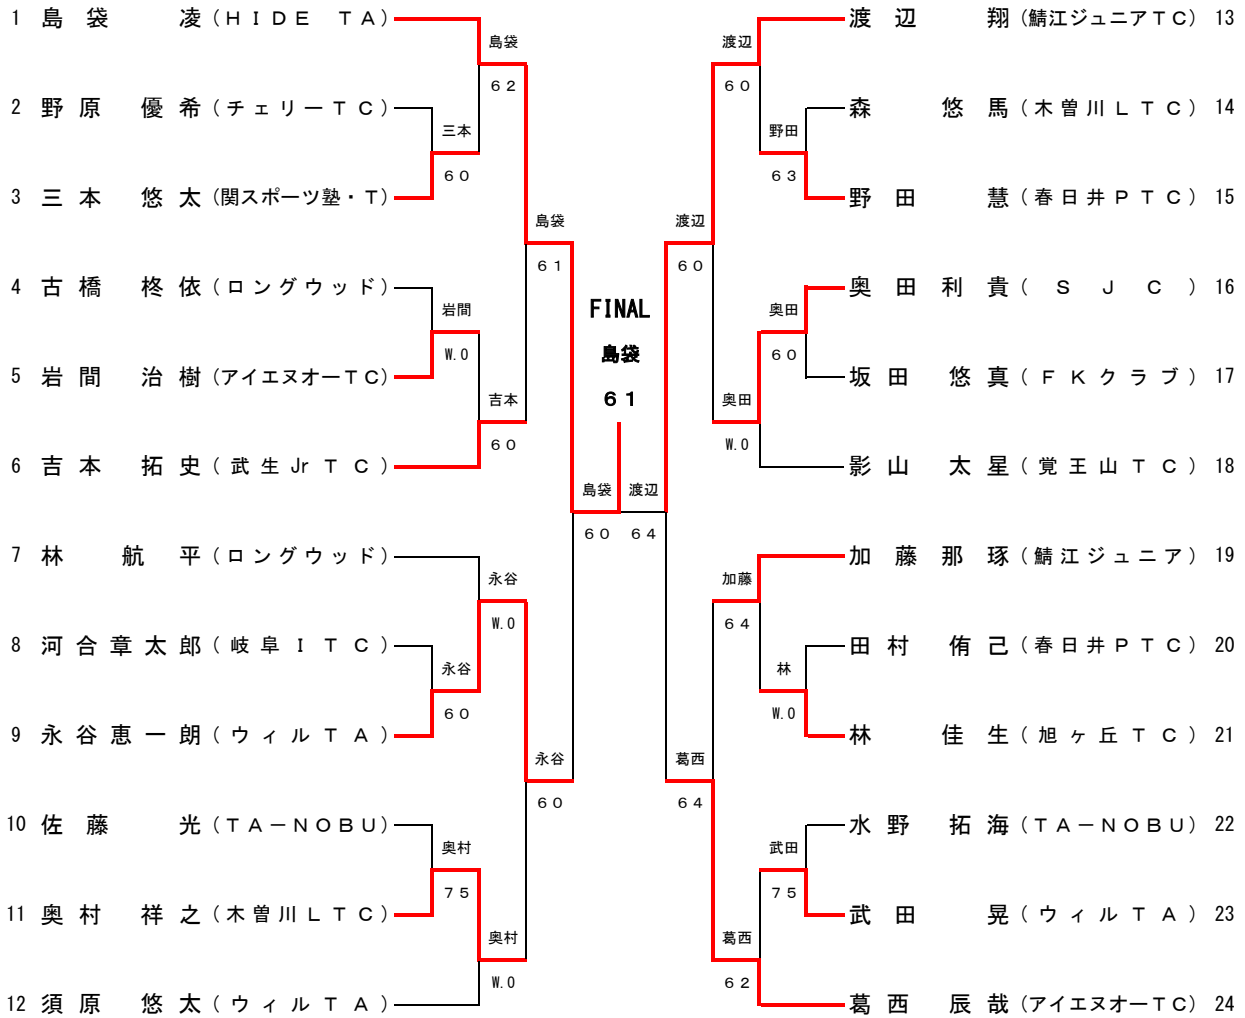 1 島袋 凌 (HIDE TA)
2 野原 優希 (チェリーTC)
3 三本 悠太 (関スポーツ塾・T)
4 古橋 柊依 (ロングウッド)
5 岩間 治樹 (アイエヌオーTC)
6 吉本 拓史 (武生Jr TC)
7 林 航平 (ロングウッド)
8 河合章太郎 (岐阜ITC)
9 永谷恵一朗 (ウィルTA)
10 佐藤 光 (TA-NOBU)
11 奥村 祥之 (木曽川LTC)
12 須原 悠太 (ウィルTA)
三本
60
岩間
W.0
永谷
60
奥村
75
島袋
62
吉本
60
永谷
W.0
奥村
W.0
島袋
61
永谷
60
島袋
60
FINAL
島袋
61
渡辺
64
渡辺
60
葛西
64
渡辺
60
奥田
W.0
加藤
64
葛西
62
野田
63
奥田
60
林
W.0
武田
75
渡辺 翔 (鯖江ジュニアTC) 13
森 悠馬 (木曽川LTC) 14
野田 慧 (春日井PTC) 15
奥田利貴 (SJC) 16
坂田 悠真 (FKクラブ) 17
影山 太星 (覚王山TC) 18
加藤那琢 (鯖江ジュニア) 19
田村 侑己 (春日井PTC) 20
林 佳生 (旭ヶ丘TC) 21
水野 拓海 (TA-NOBU) 22
武田 晃 (ウィルTA) 23
葛西 辰哉 (アイエヌオーTC) 24